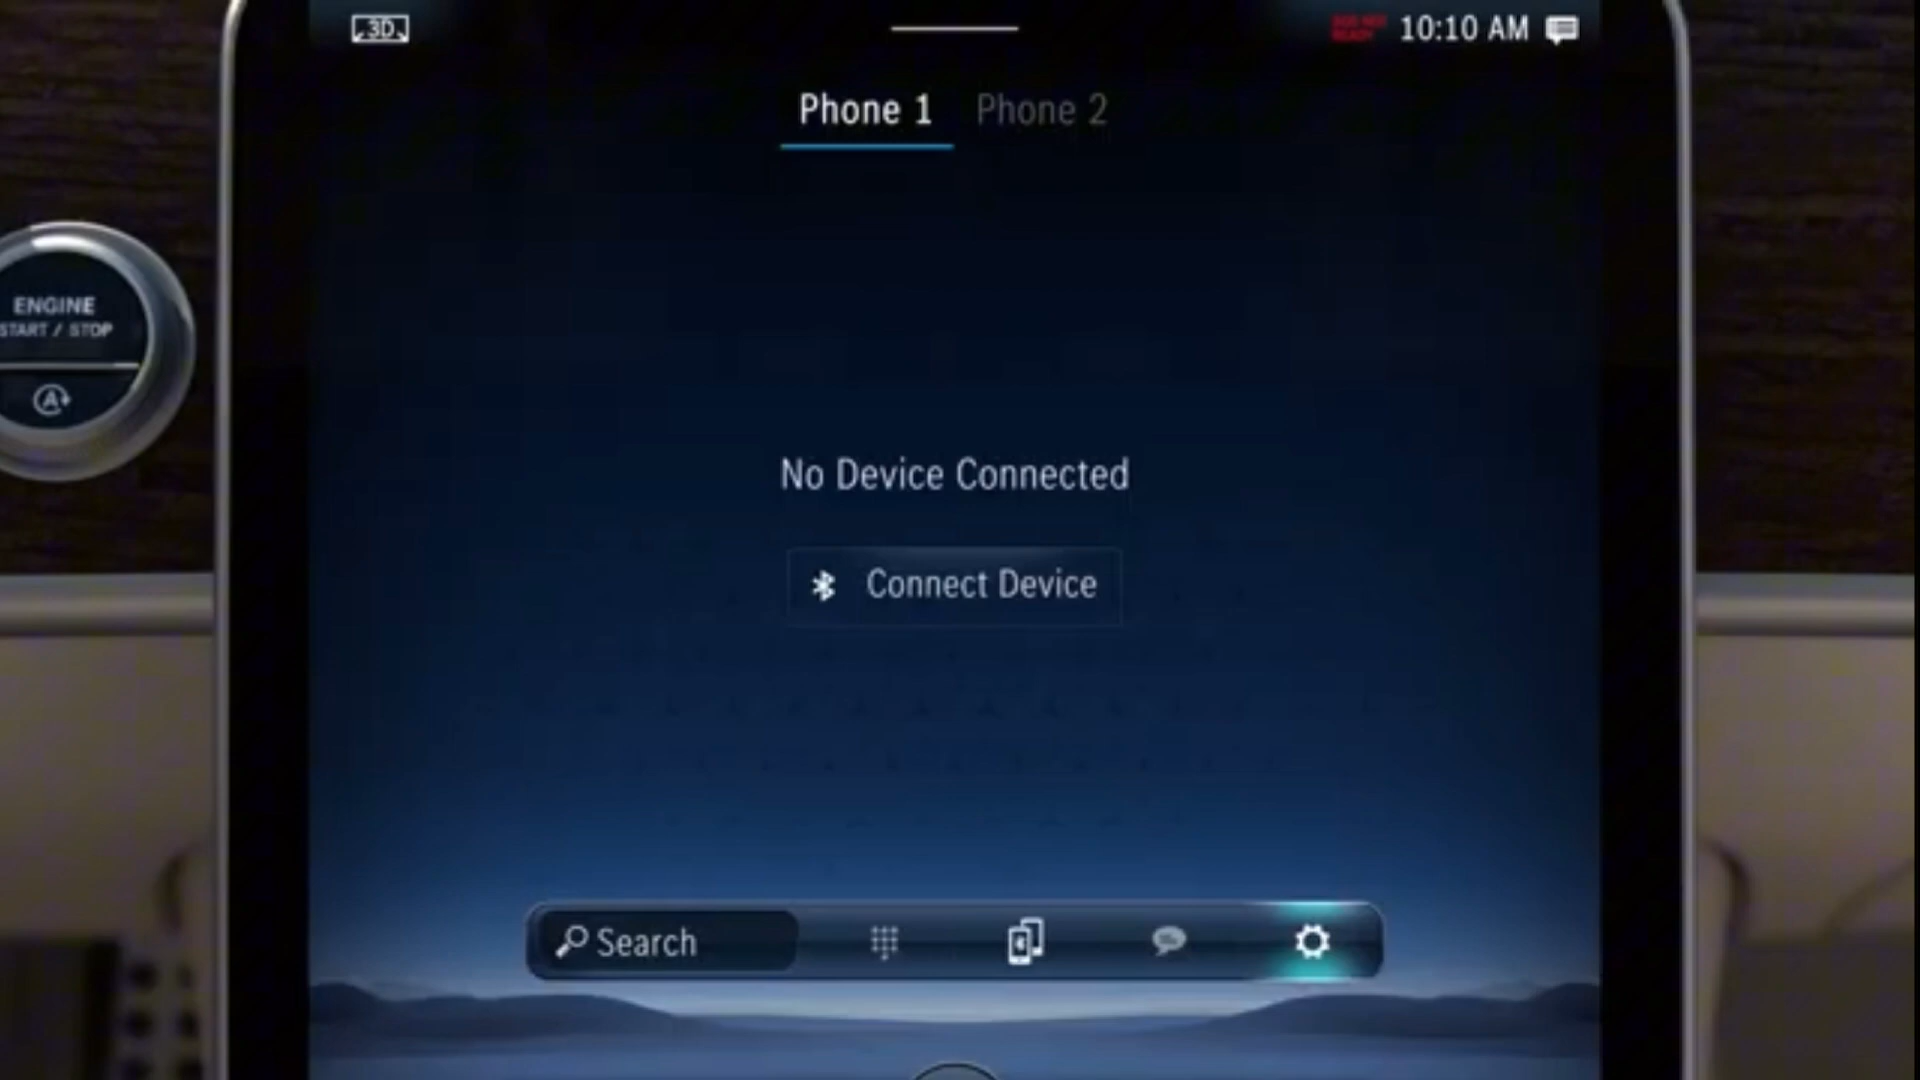 3D
10:10 AM
Phone 1 Phone 2
ENGINE
START / STOP
A
No Device Connected
Connect Device
Search